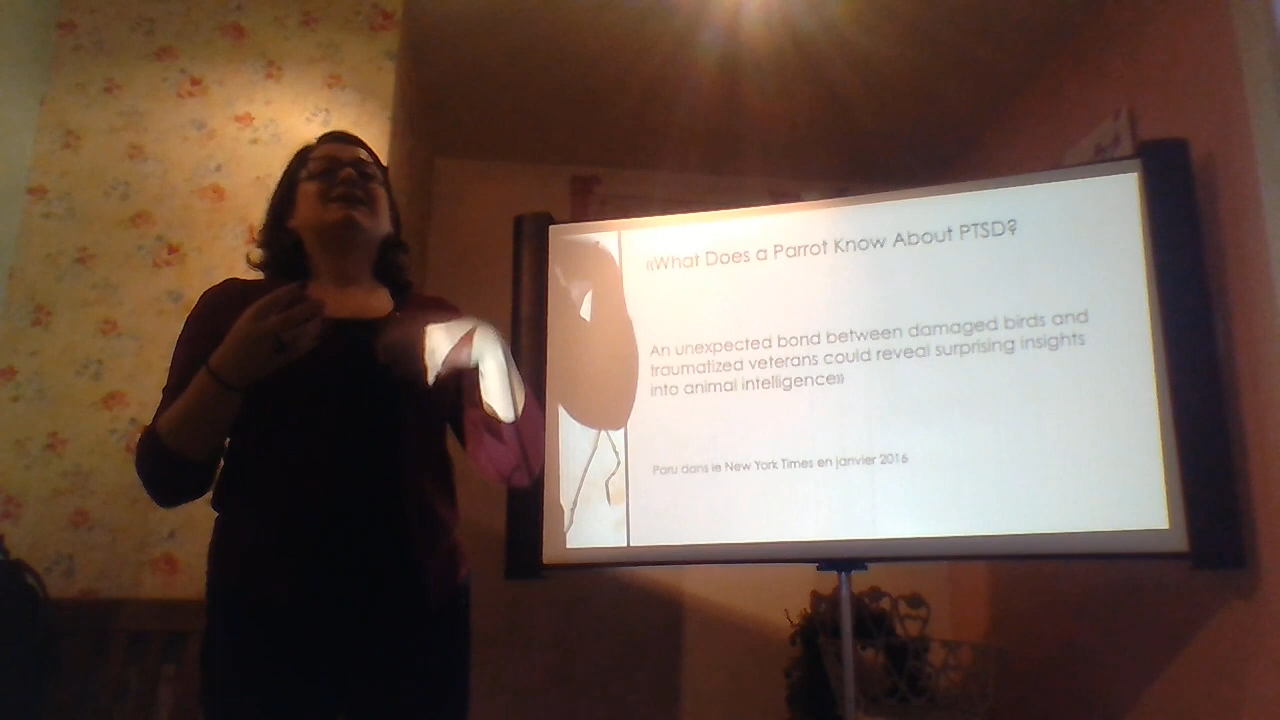 «What Does a Parrot Know About PTSD?
An unexpected bond between damaged birds and
traumatized veterans could reveal surprising insights
into animal intelligence»
Paru dans le New York Times en janvier 2016